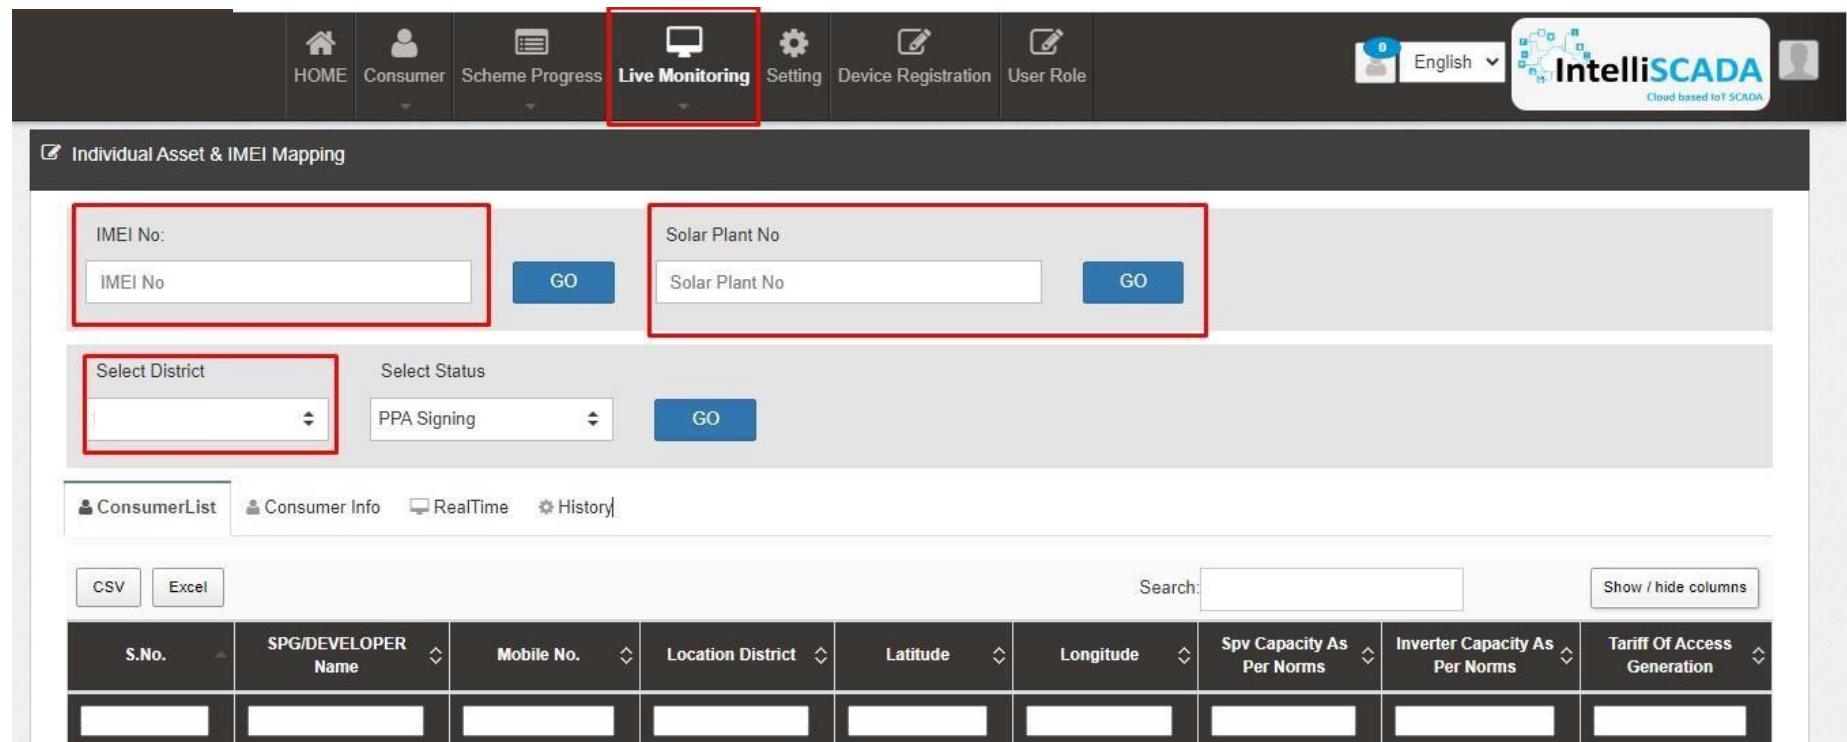 HOME Consumer Scheme Progress Live Monitoring Setting Device Registration User Role
0
English
IntelliSCADA
Cloud based IoT SCADA
Individual Asset & IMEI Mapping
IMEI No:
Solar Plant No
IMEI No
GO
Solar Plant No
GO
Select District
Select Status
PPA Signing
GO
ConsumerList Consumer Info RealTime History
CSV Excel
Search:
Show / hide columns
S.No.
SPG/DEVELOPER
Name
Mobile No.
Location District
Latitude
Longitude
Spv Capacity As
Per Norms
Inverter Capacity As
Per Norms
Tariff Of Access
Generation